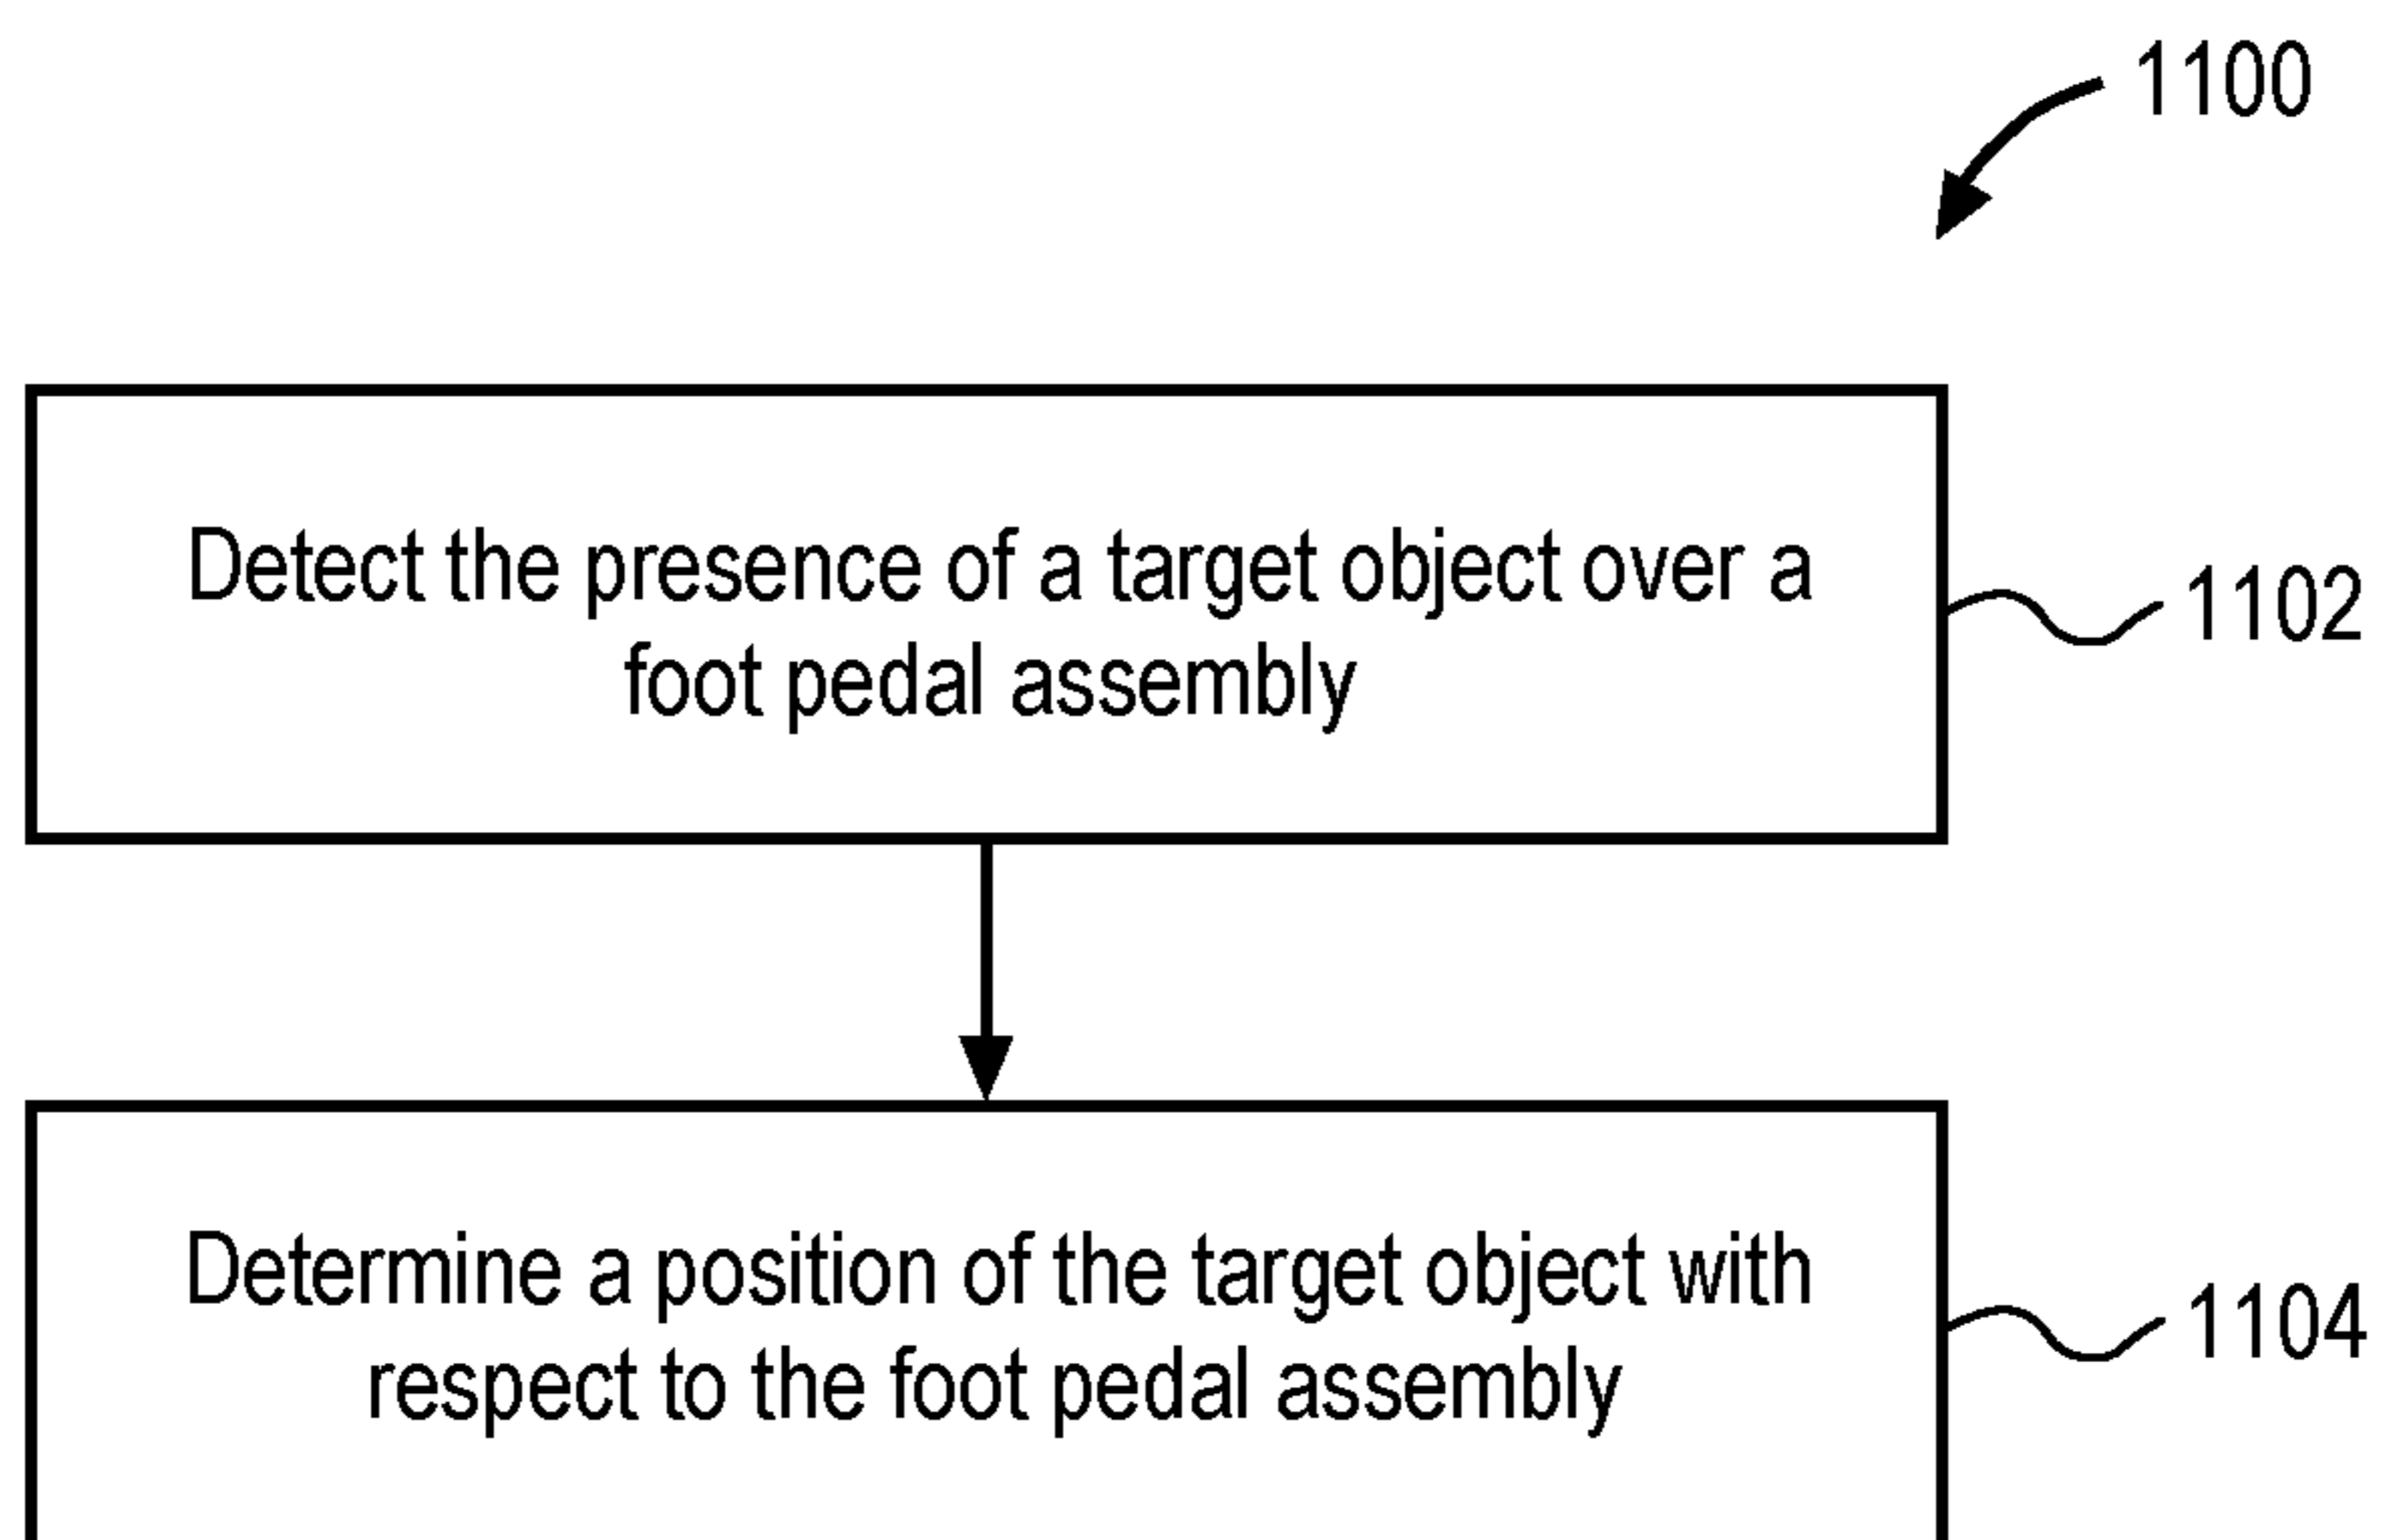 1100
Detect the presence of a target object over a
foot pedal assembly
1102
Determine a position of the target object with
respect to the foot pedal assembly
1104